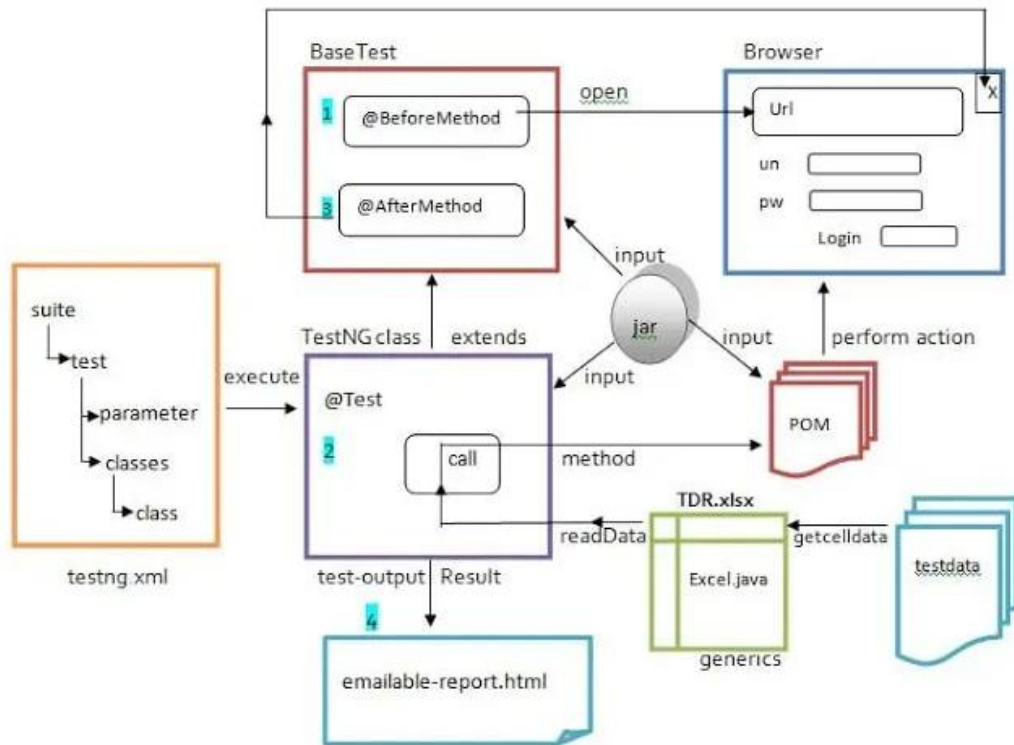 BaseTest
Browser
1
@BeforeMethod
open
Url
X
un
3
@AfterMethod
pw
Login
input
suite
test
parameter
classes
class
testng.xml
execute
TestNG class
extends
jar
input
input
perform action
@Test
2
call
method
POM
TDR.xlsx
readData
getcelldata
Excel.java
testdata
generics
test-output
Result
4
emailable-report.html